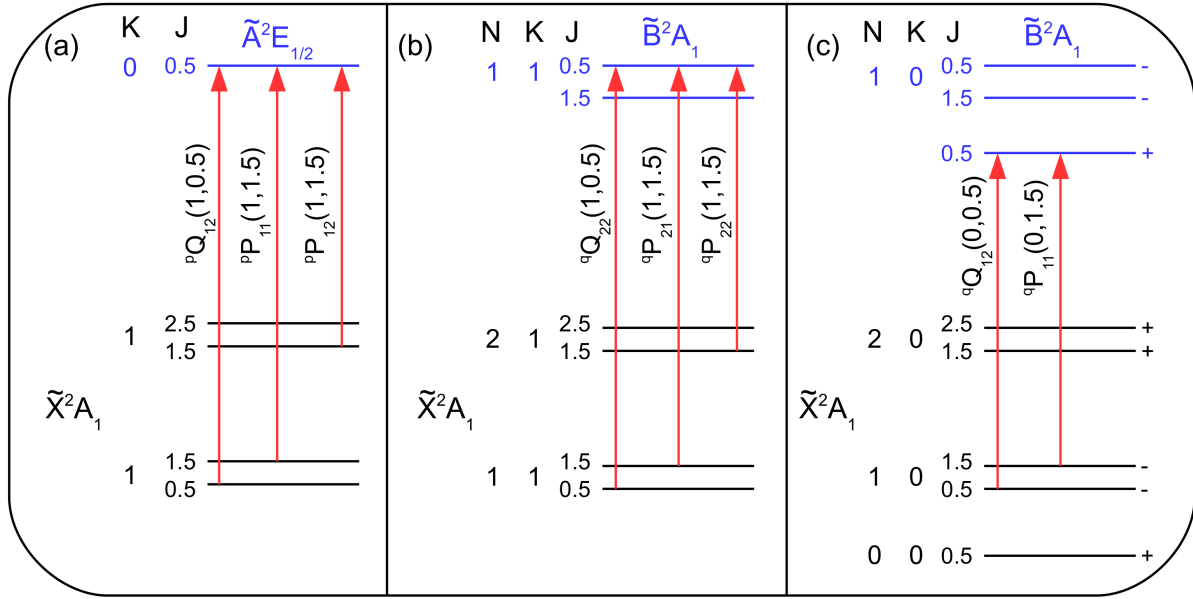 (a) K J Ã²E₁/₂
0 0.5
ᵖQ₁₂(1,0.5)
ᵖP₁₁(1,1.5)
ᵖP₁₂(1,1.5)
1 2.5
1.5
X̃²A₁
1 1.5
0.5
(b) N K J B̃²A₁
1 1 0.5
1.5
qQ₂₂(1,0.5)
qP₂₁(1,1.5)
qP₂₂(1,1.5)
2 1 2.5
1.5
X̃²A₁
1 1 1.5
0.5
(c) N K J B̃²A₁
1 0 0.5 -
1.5 -
0.5 +
qQ₁₂(0,0.5)
qP₁₁(0,1.5)
2 0 2.5 +
1.5 +
X̃²A₁
1 0 1.5 -
0.5 -
0 0 0.5 +